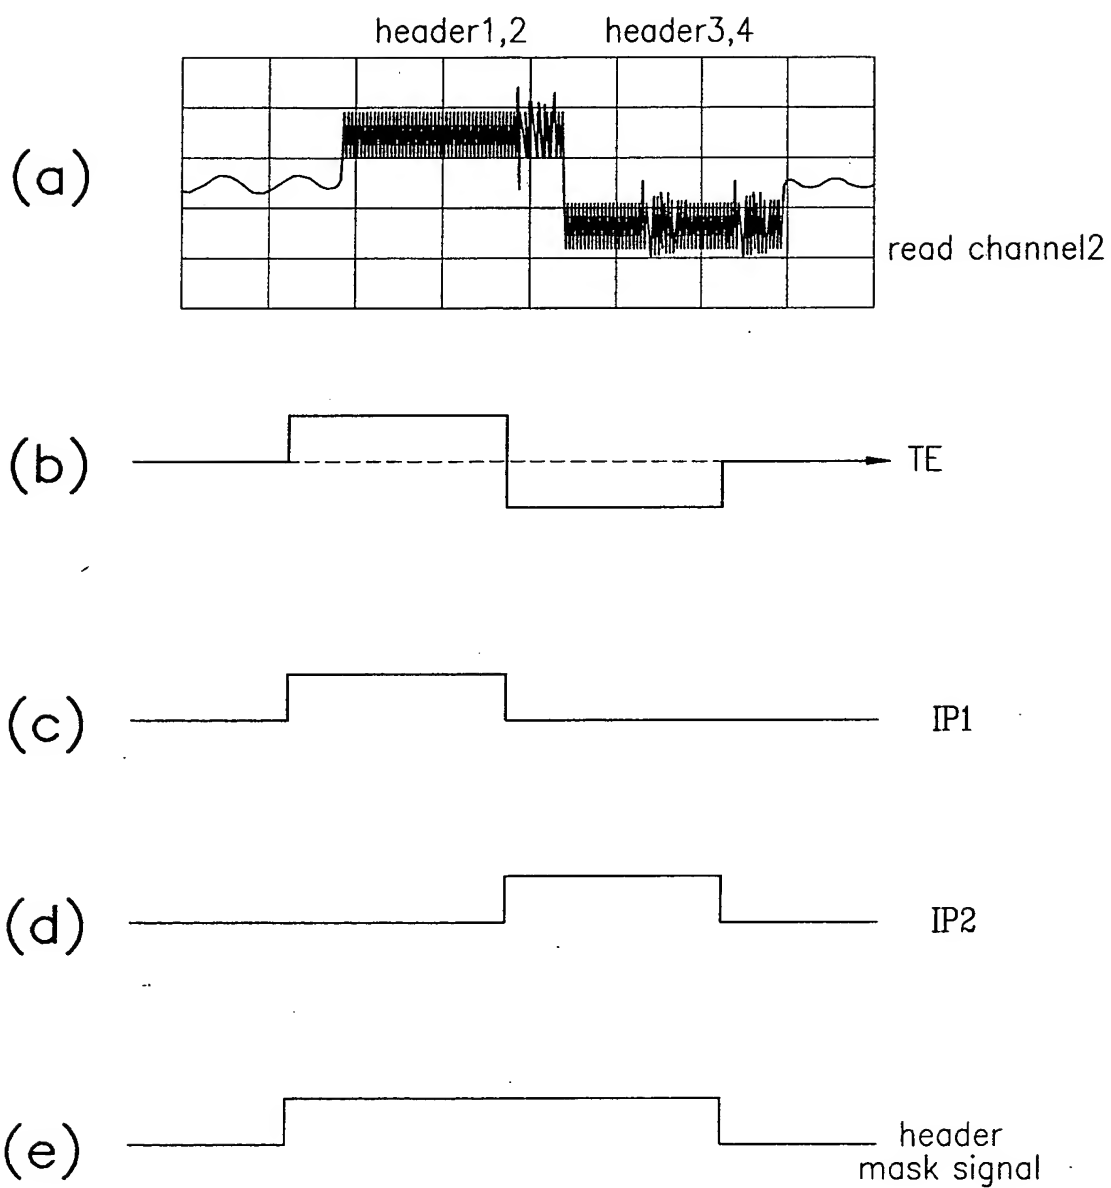 header1,2 header3,4
(a)
read channel2
(b) TE
(c) IP1
(d) IP2
(e) header
mask signal